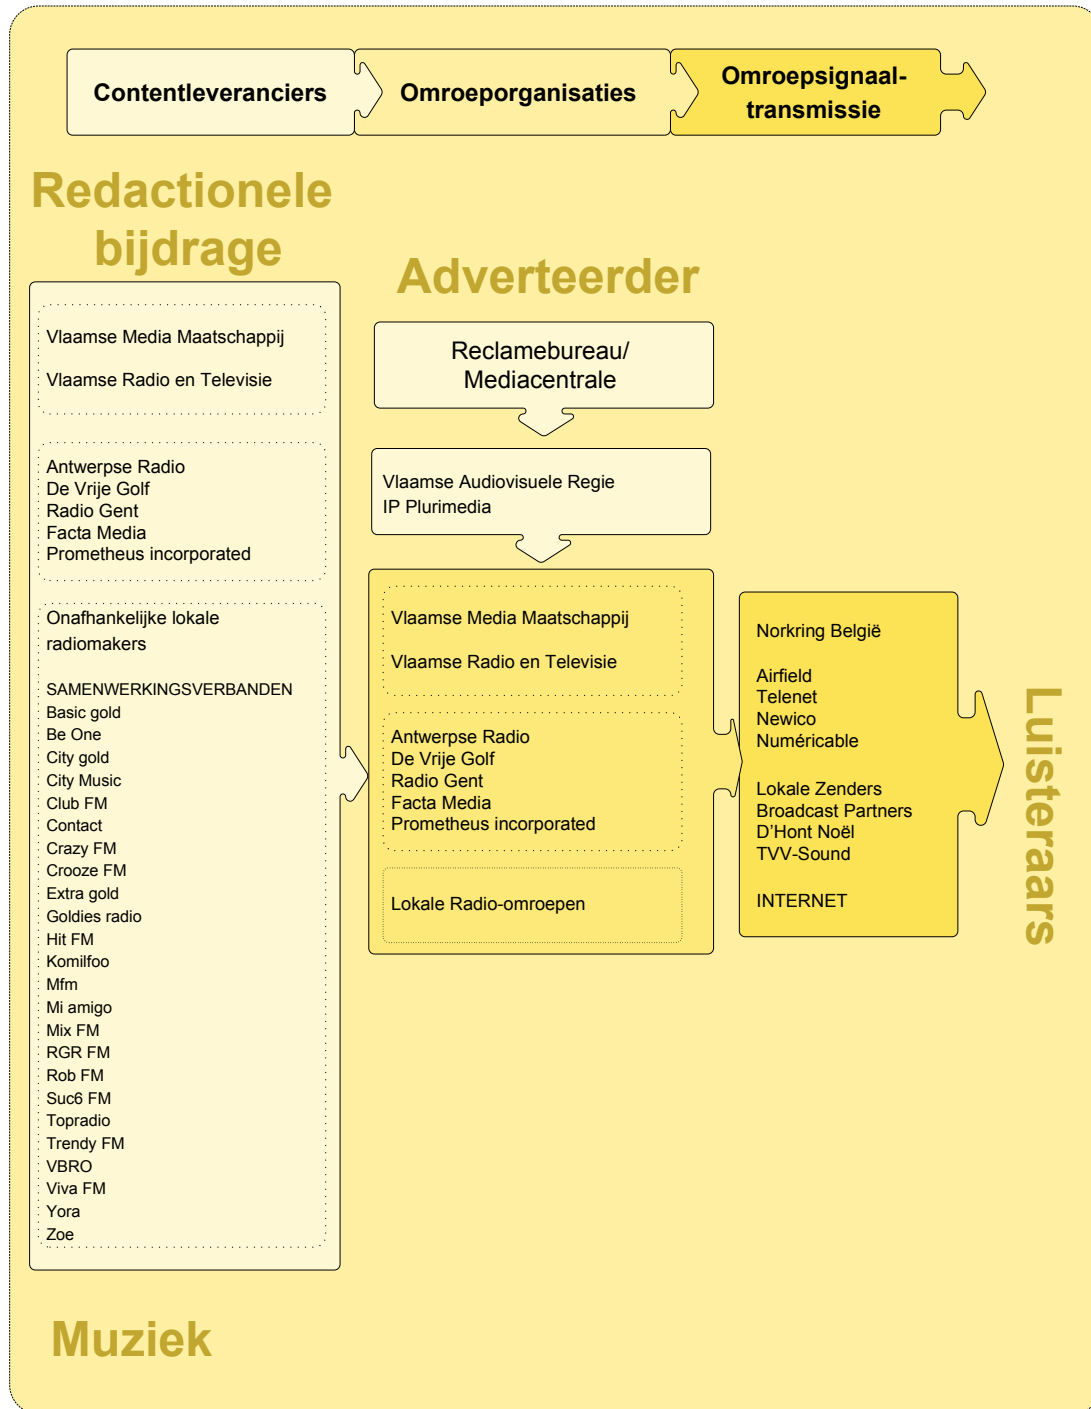 Contentleveranciers
Omroeporganisaties
Omroepsignaal-
transmissie
Redactionele
bijdrage
Vlaamse Media Maatschappij
Vlaamse Radio en Televisie
Antwerpse Radio
De Vrije Golf
Radio Gent
Facta Media
Prometheus incorporated
Onafhankelijke lokale
radiomakers
SAMENWERKINGSVERBANDEN
Basic gold
Be One
City gold
City Music
Club FM
Contact
Crazy FM
Crooze FM
Extra gold
Goldies radio
Hit FM
Komilfoo
Mfm
Mi amigo
Mix FM
RGR FM
Rob FM
Suc6 FM
Topradio
Trendy FM
VBRO
Viva FM
Yora
Zoe
Muziek
Adverteerder
Reclamebureau/
Mediacentrale
Vlaamse Audiovisuele Regie
IP Plurimedia
Vlaamse Media Maatschappij
Vlaamse Radio en Televisie
Antwerpse Radio
De Vrije Golf
Radio Gent
Facta Media
Prometheus incorporated
Lokale Radio-omroepen
Norkring België
Airfield
Telenet
Newico
Numéricable
Lokale Zenders
Broadcast Partners
D'Hont Noël
TVV-Sound
INTERNET
Luisteraars